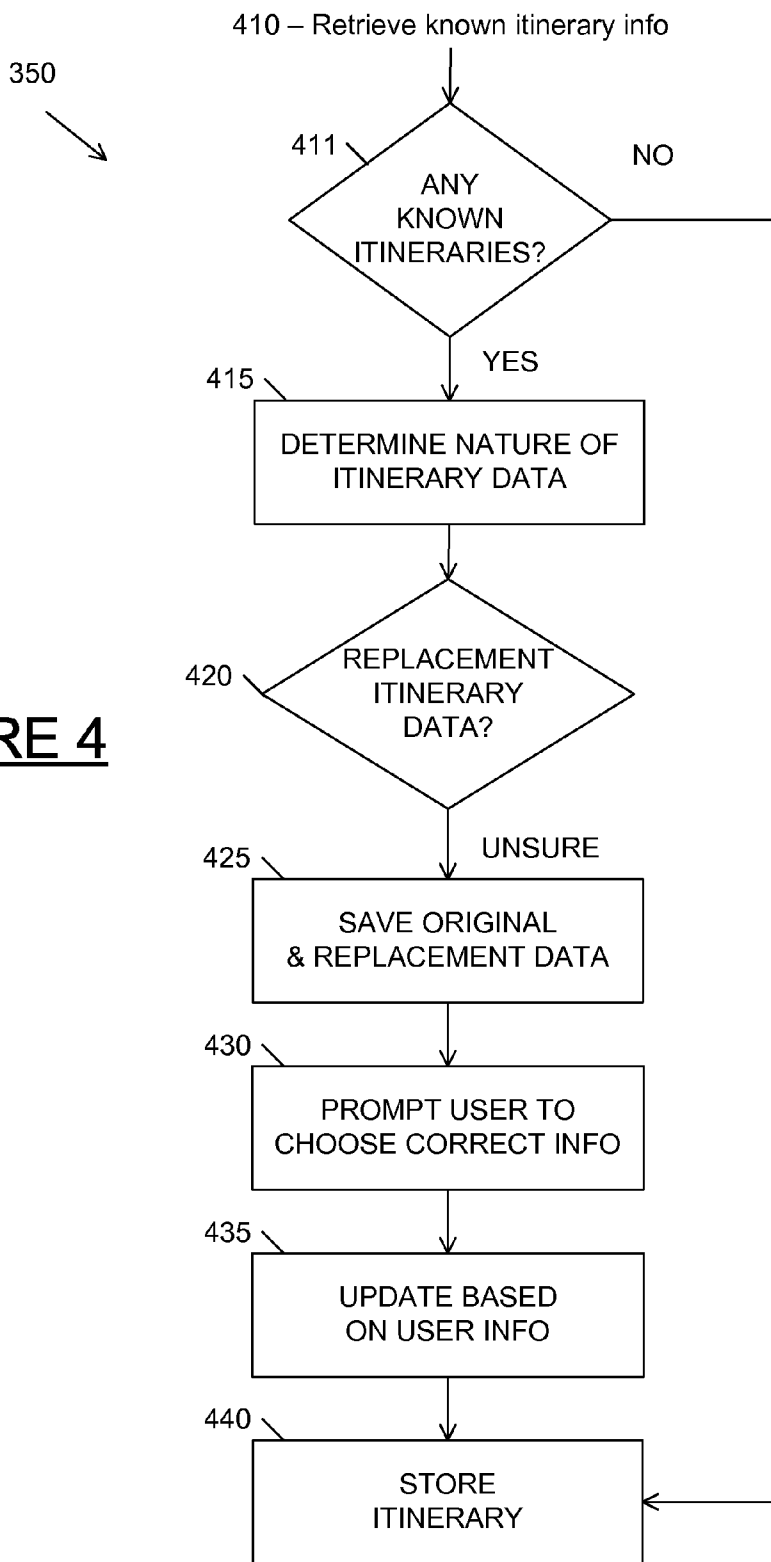 410 – Retrieve known itinerary info
350
411
NO
ANY
KNOWN
ITINERARIES?
YES
415
DETERMINE NATURE OF
ITINERARY DATA
420
REPLACEMENT
ITINERARY
DATA?
RE 4
UNSURE
425
SAVE ORIGINAL
& REPLACEMENT DATA
430
PROMPT USER TO
CHOOSE CORRECT INFO
435
UPDATE BASED
ON USER INFO
440
STORE
ITINERARY